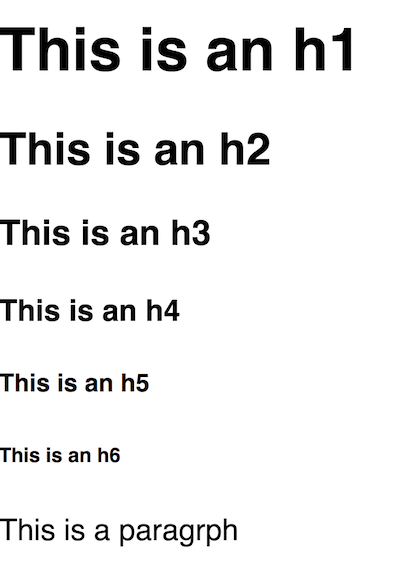 This is an h1
This is an h2
This is an h3
This is an h4
This is an h5
This is an h6
This is a paragrph